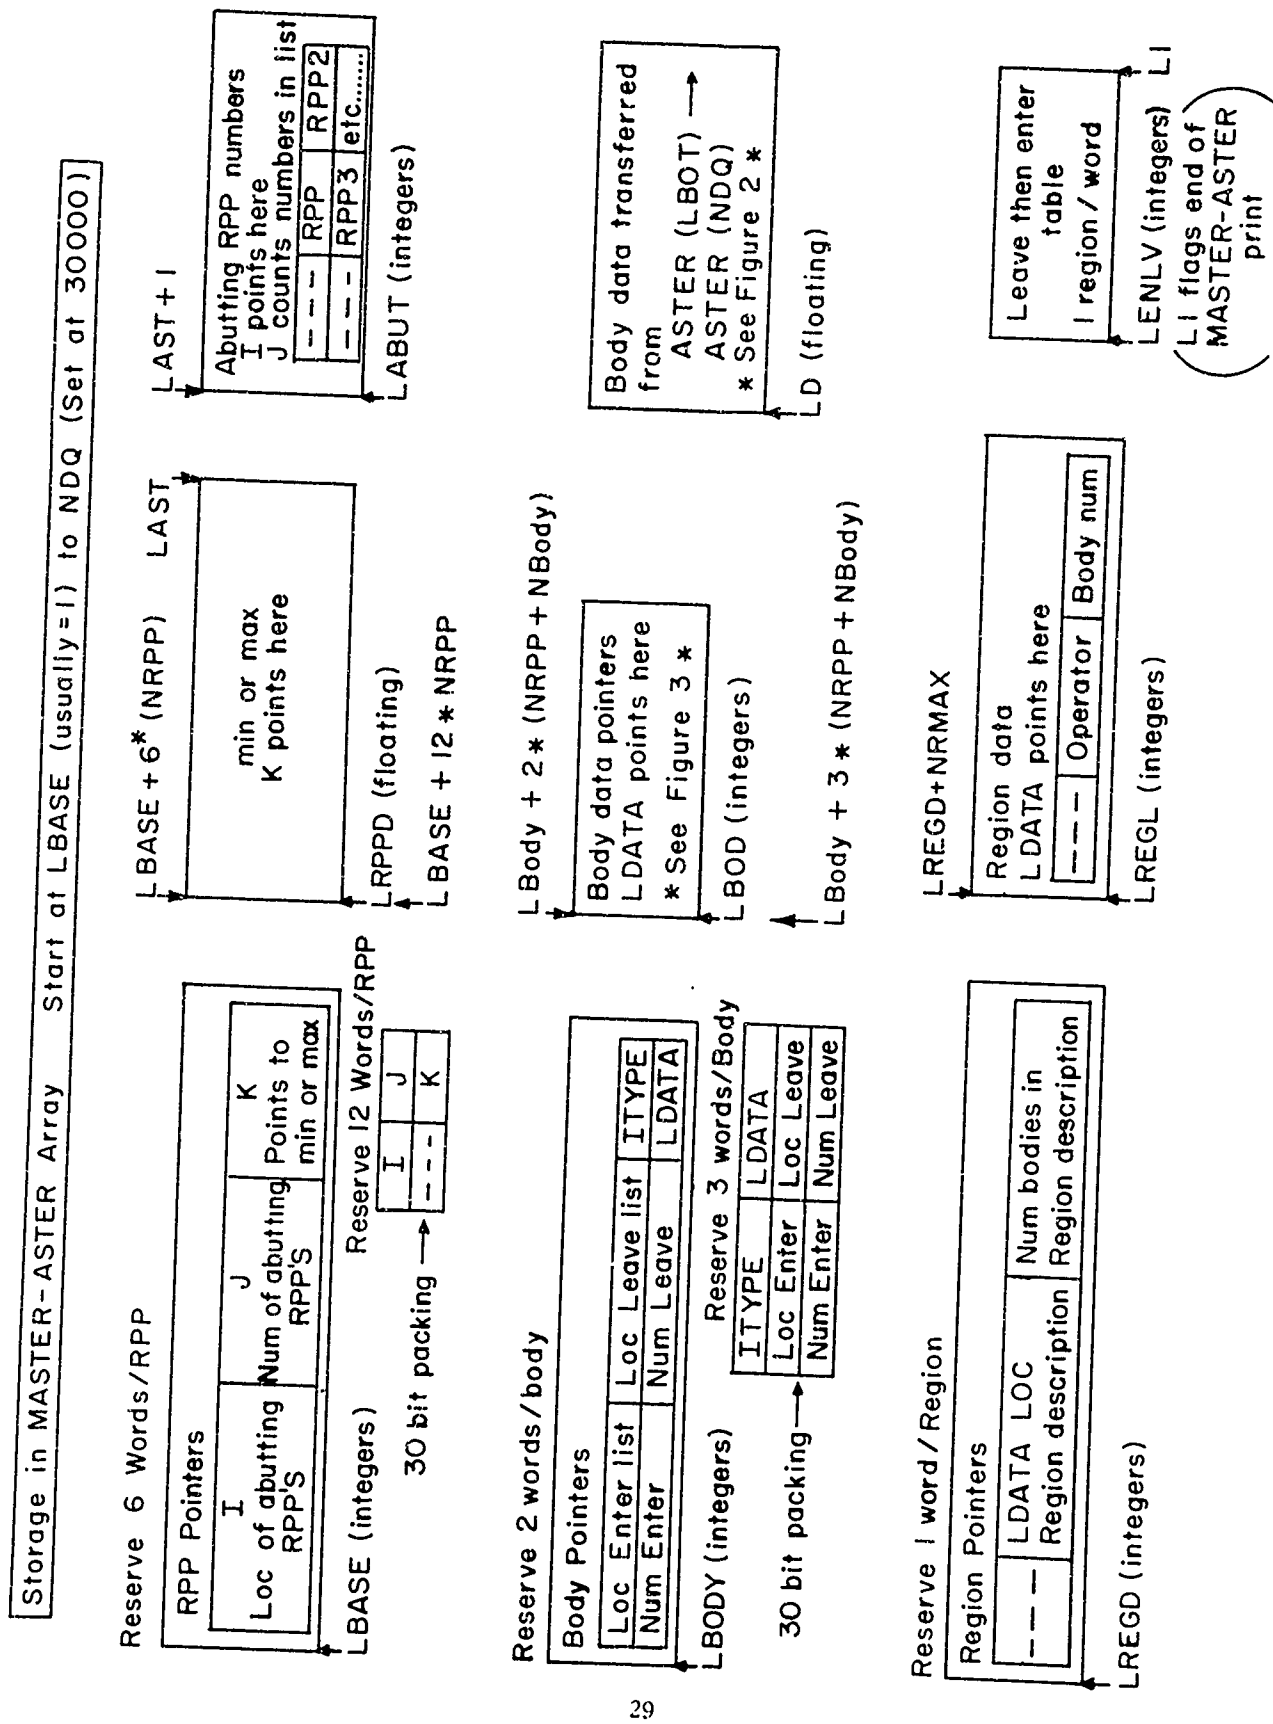 Storage in MASTER-ASTER Array Start at LBASE (usually = 1) to NDQ (Set at 30000)
Reserve 6 Words/RPP
RPP Pointers
I
Loc of abutting
RPP'S
J
Num of abutting
RPP'S
K
Points to
min or max
LBASE (integers)
Reserve 12 Words/RPP
30 bit packing
I J
--- K
LBASE + 6* (NRPP) LAST
min or max
K points here
LRPPD (floating)
LBASE + 12 * NRPP
LAST + 1
Abutting RPP numbers
I points here
J counts numbers in list
--- RPP RPP2
--- RPP3 etc......
LABUT (integers)
Reserve 2 words/body
Body Pointers
Loc Enter list Loc Leave list ITYPE
Num Enter Num Leave LDATA
LBODY (integers)
Reserve 3 words/Body
30 bit packing
ITYPE LDATA
Loc Enter Loc Leave
Num Enter Num Leave
LBody + 2 * (NRPP + NBody)
Body data pointers
LDATA points here
* See Figure 3 *
LBOD (integers)
LBody + 3 * (NRPP + NBody)
Body data transferred
from
ASTER (LBOT)
ASTER (NDQ)
* See Figure 2 *
LD (floating)
Reserve 1 word/Region
Region Pointers
--- LDATA LOC
Region description
Num bodies in
Region description
LREGD (integers)
LREGD+NRMAX
Region data
LDATA points here
--- Operator Body num
LREGL (integers)
Leave then enter
table
1 region / word
LENLV (integers) L1
(L1 flags end of
MASTER-ASTER
print)
29